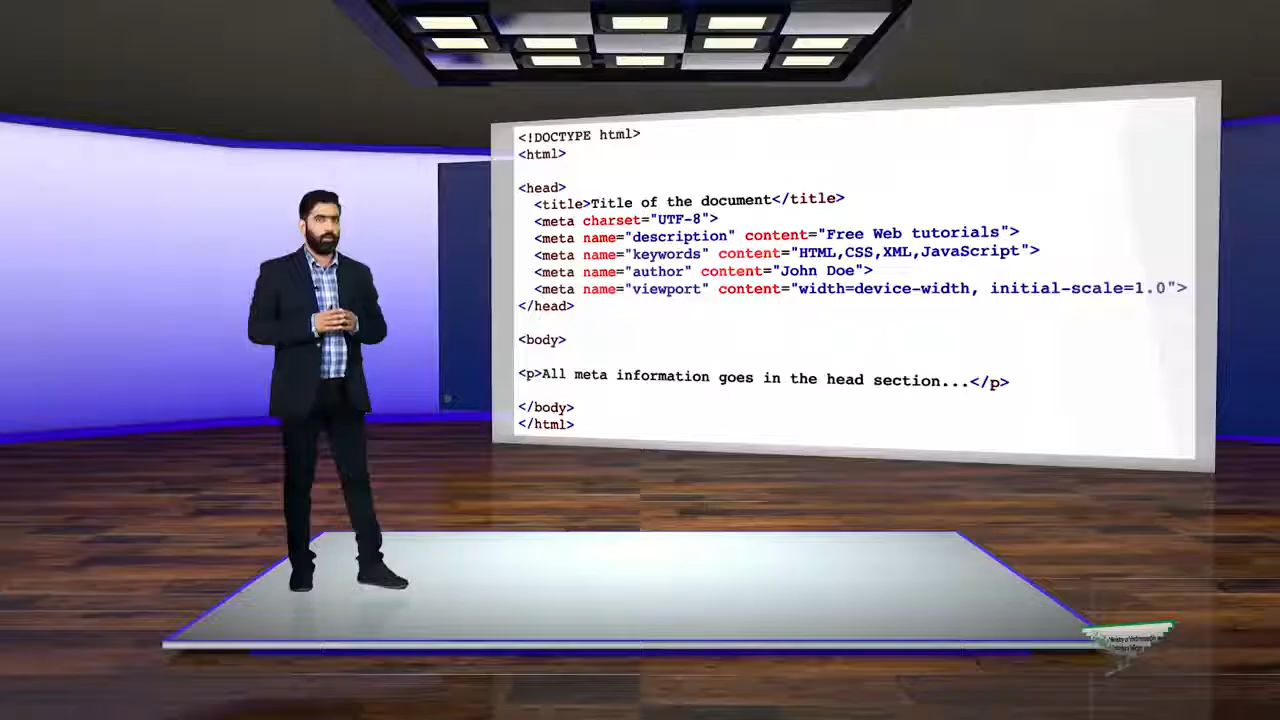 <!DOCTYPE html>
<html>
<head>
<title>Title of the document</title>
<meta charset="UTF-8">
<meta name="description" content="Free Web tutorials">
<meta name="keywords" content="HTML,CSS,XML,JavaScript">
<meta name="author" content="John Doe">
<meta name="viewport" content="width=device-width, initial-scale=1.0">
</head>
<body>
<p>All meta information goes in the head section...</p>
</body>
</html>